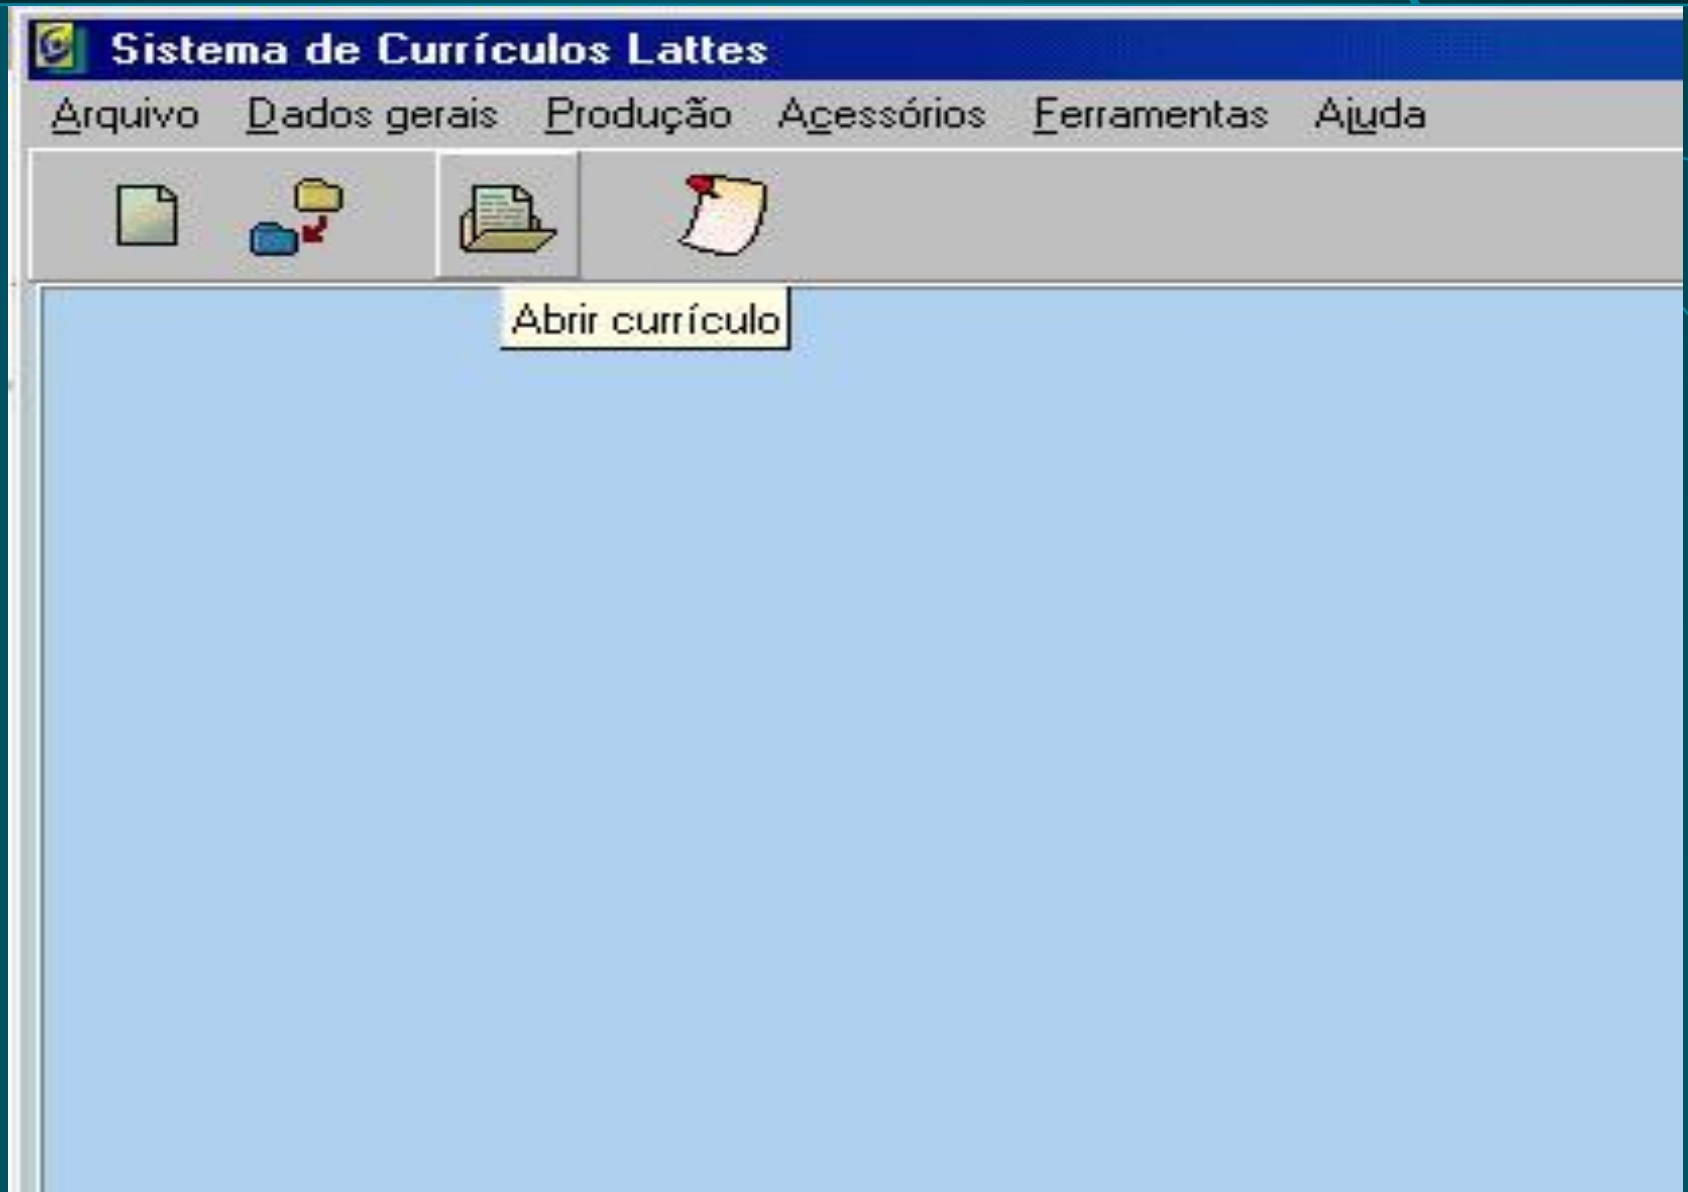 Sistema de Currículos Lattes
Arquivo Dados gerais Produção Acessórios Ferramentas Ajuda
Abrir currículo